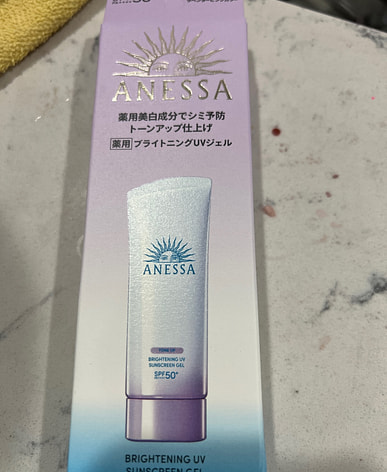 ANESSA
薬用美白成分でシミ予防
トーンアップ仕上げ
薬用 ブライトニングUVジェル
ANESSA
TONE UP
BRIGHTENING UV
SUNSCREEN GEL
SPF50+
BRIGHTENING UV
SUNSCREEN GEL